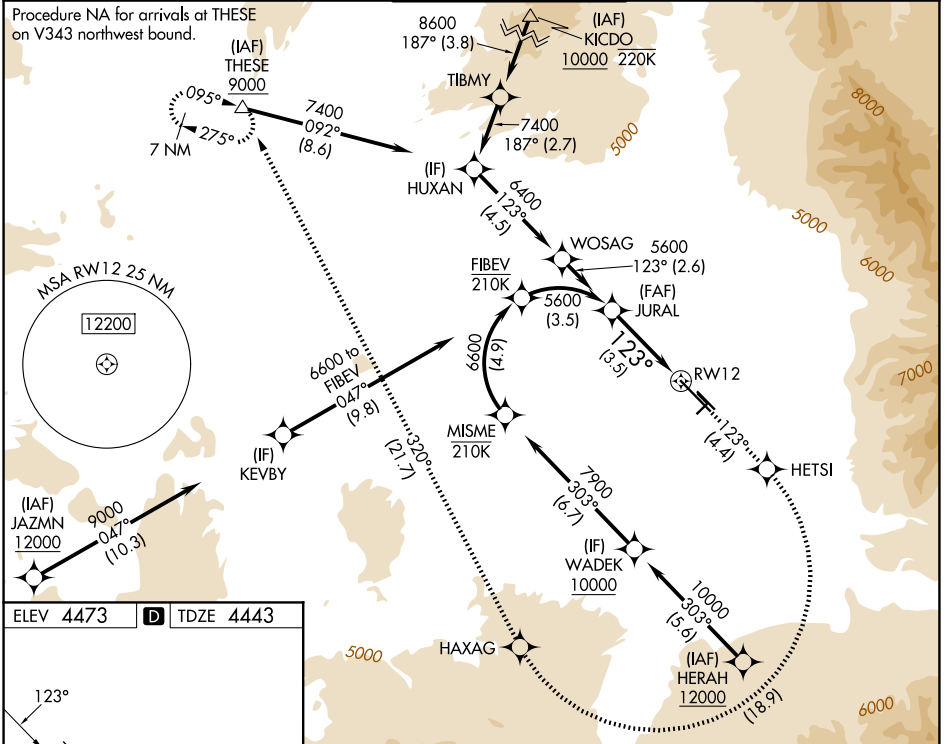 Procedure NA for arrivals at THESE
on V343 northwest bound.
(IAF)
THESE
9000
095°
275°
7 NM
7400
092°
(8.6)
8600
187° (3.8)
(IAF)
KICDO
10000 220K
TIBMY
7400
187° (2.7)
5000
8000
(IF)
HUXAN
6400
123°
(4.5)
WOSAG
5600
123° (2.6)
5000
6000
FIBEV
210K
5600
(3.5)
(FAF)
JURAL
123°
(3.5)
RW12
7000
MSA RW12 25 NM
12200
6600 to
FIBEV
047°
(9.8)
(IF)
KEVBY
6600
(4.9)
MISME
210K
123°
(4.4)
HETSI
320°
(21.7)
(IAF)
JAZMN
12000
9000
047°
(10.3)
7900
303°
(6.7)
(IF)
WADEK
10000
10000
303°
(5.6)
(IAF)
HERAH
12000
(18.9)
HAXAG
5000
6000
ELEV 4473 D TDZE 4443
123°